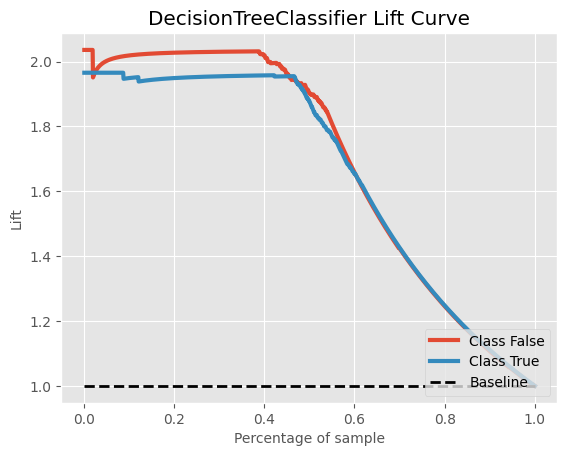 DecisionTreeClassifier Lift Curve
Lift
2.0
1.8
1.6
1.4
1.2
1.0
0.0 0.2 0.4 0.6 0.8 1.0
Percentage of sample
Class False
Class True
Baseline